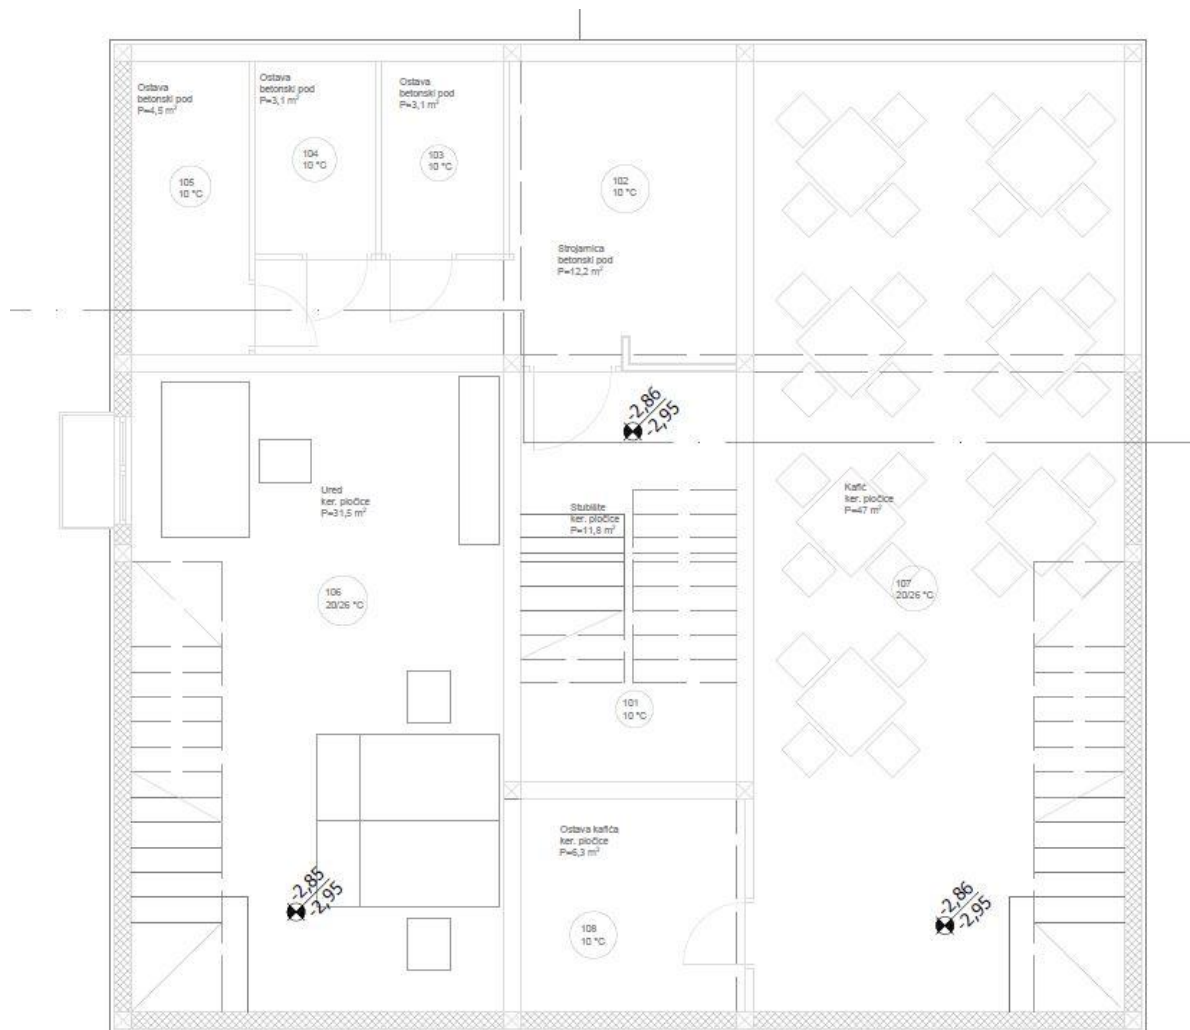 Ostava
betonski pod
P=4,5 m²
Ostava
betonski pod
P=3,1 m²
Ostava
betonski pod
P=3,1 m²
105
10 °C
104
10 °C
103
10 °C
102
10 °C
Strojarnica
betonski pod
P=12,2 m²
-2,86
-2,95
Ured
ker. pločice
P=31,5 m²
Stubište
ker. pločice
P=11,8 m²
Kafić
ker. pločice
P=47 m²
106
20/26 °C
107
20/26 °C
101
10 °C
Ostava kafića
ker. pločice
P=6,3 m²
-2,85
-2,95
108
10 °C
-2,86
-2,95